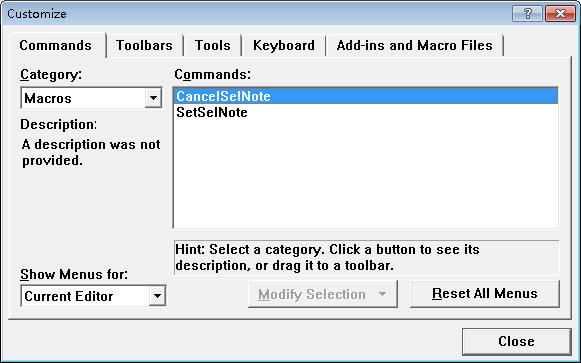 Customize
Commands Toolbars Tools Keyboard Add-ins and Macro Files
Category:
Macros
Description:
A description was not
provided.
Commands:
CancelSelNote
SetSelNote
Hint: Select a category. Click a button to see its
description, or drag it to a toolbar.
Show Menus for:
Current Editor
Modify Selection
Reset All Menus
Close